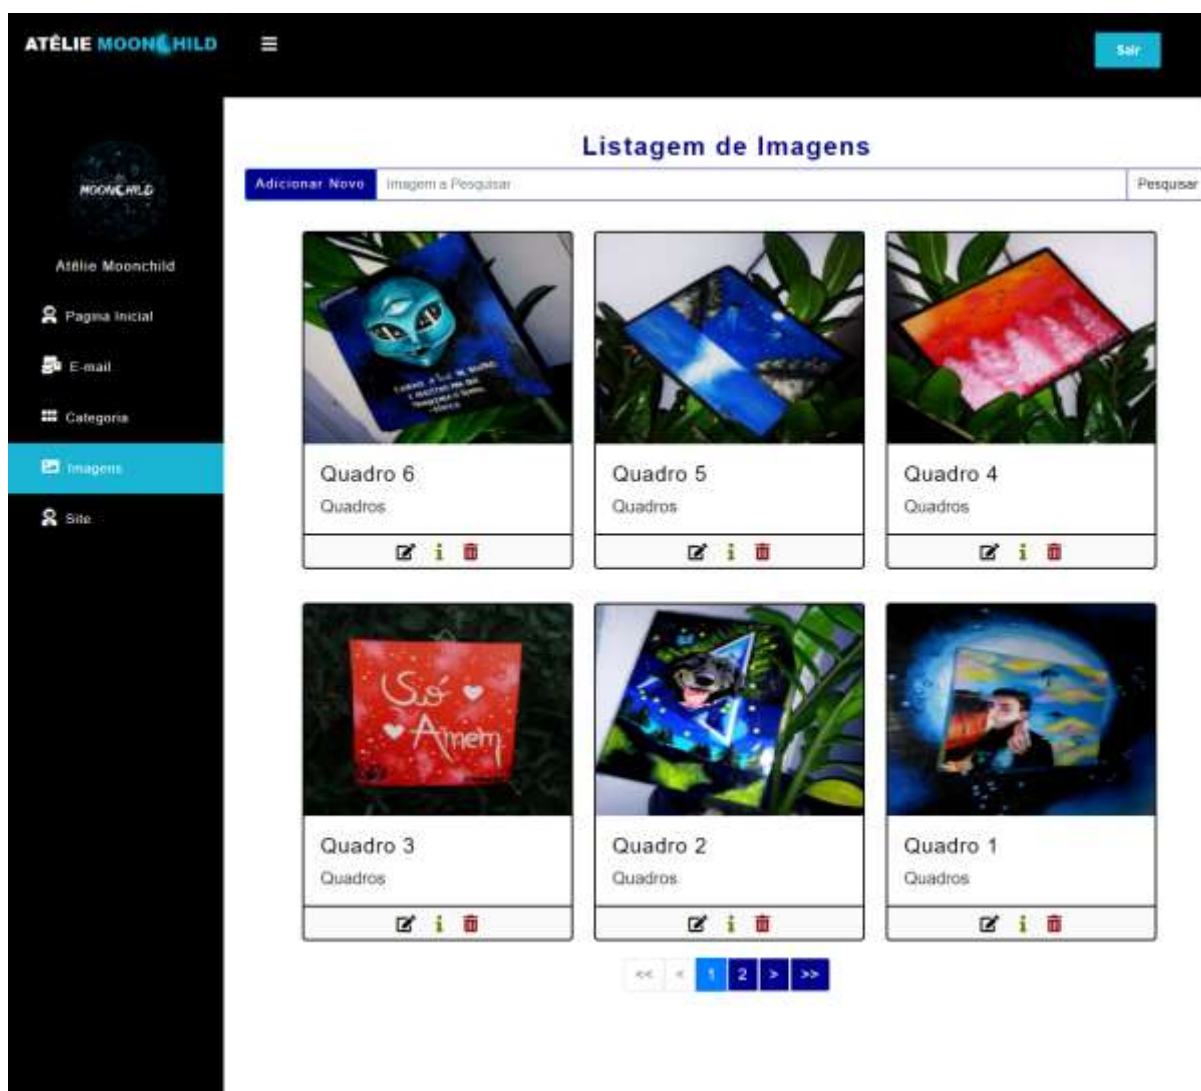 ATÊLIE MOONCHILD
Sair
MOONCHILD
Atêlie Moonchild
Pagina Inicial
E-mail
Categoria
Imagens
Site
Listagem de Imagens
Adicionar Novo
Imagem a Pesquisar
Pesquisar
Quadro 6
Quadros
Quadro 5
Quadros
Quadro 4
Quadros
Só
Amem
Quadro 3
Quadros
Quadro 2
Quadros
Quadro 1
Quadros
<< < 1 2 > >>